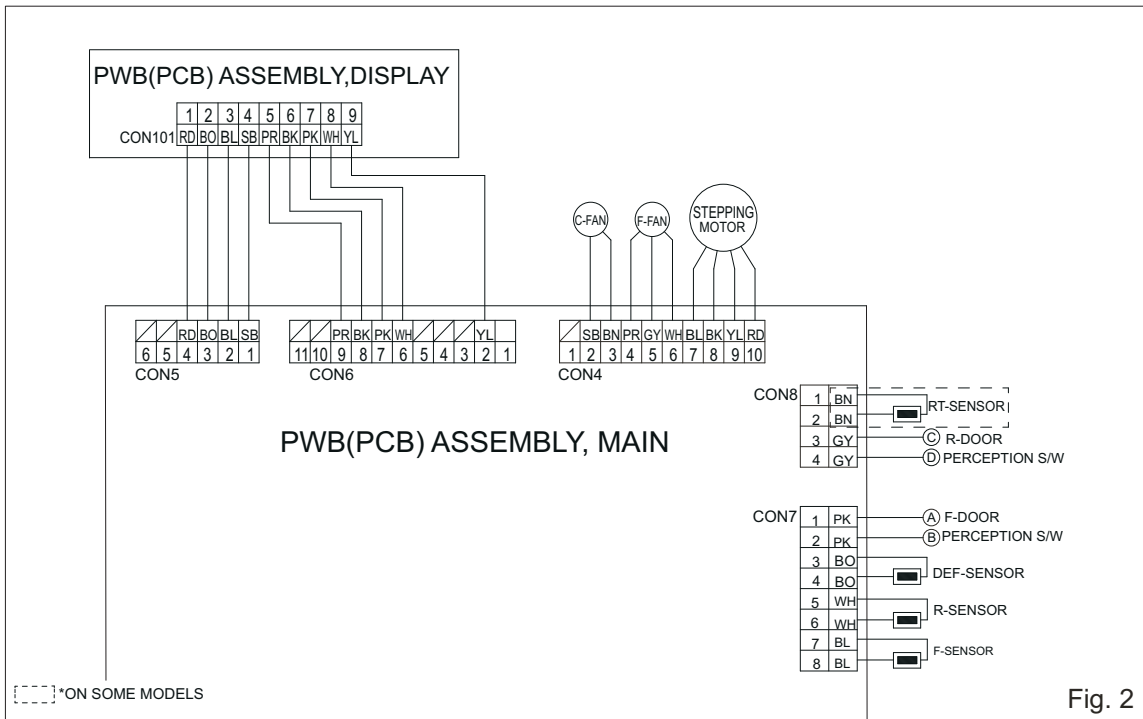 PWB(PCB) ASSEMBLY,DISPLAY
1 2 3 4 5 6 7 8 9
CON101 RD BO BL SB PR BK PK WH YL
C-FAN
F-FAN
STEPPING
MOTOR
RD BO BL SB
6 5 4 3 2 1
CON5
PR BK PK WH YL
11 10 9 8 7 6 5 4 3 2 1
CON6
SB BN PR GY WH BL BK YL RD
1 2 3 4 5 6 7 8 9 10
CON4
PWB(PCB) ASSEMBLY, MAIN
CON8
1 BN
2 BN
RT-SENSOR
3 GY C R-DOOR
4 GY D PERCEPTION S/W
CON7
1 PK A F-DOOR
2 PK B PERCEPTION S/W
3 BO
4 BO
DEF-SENSOR
5 WH
6 WH
R-SENSOR
7 BL
8 BL
F-SENSOR
*ON SOME MODELS
Fig. 2